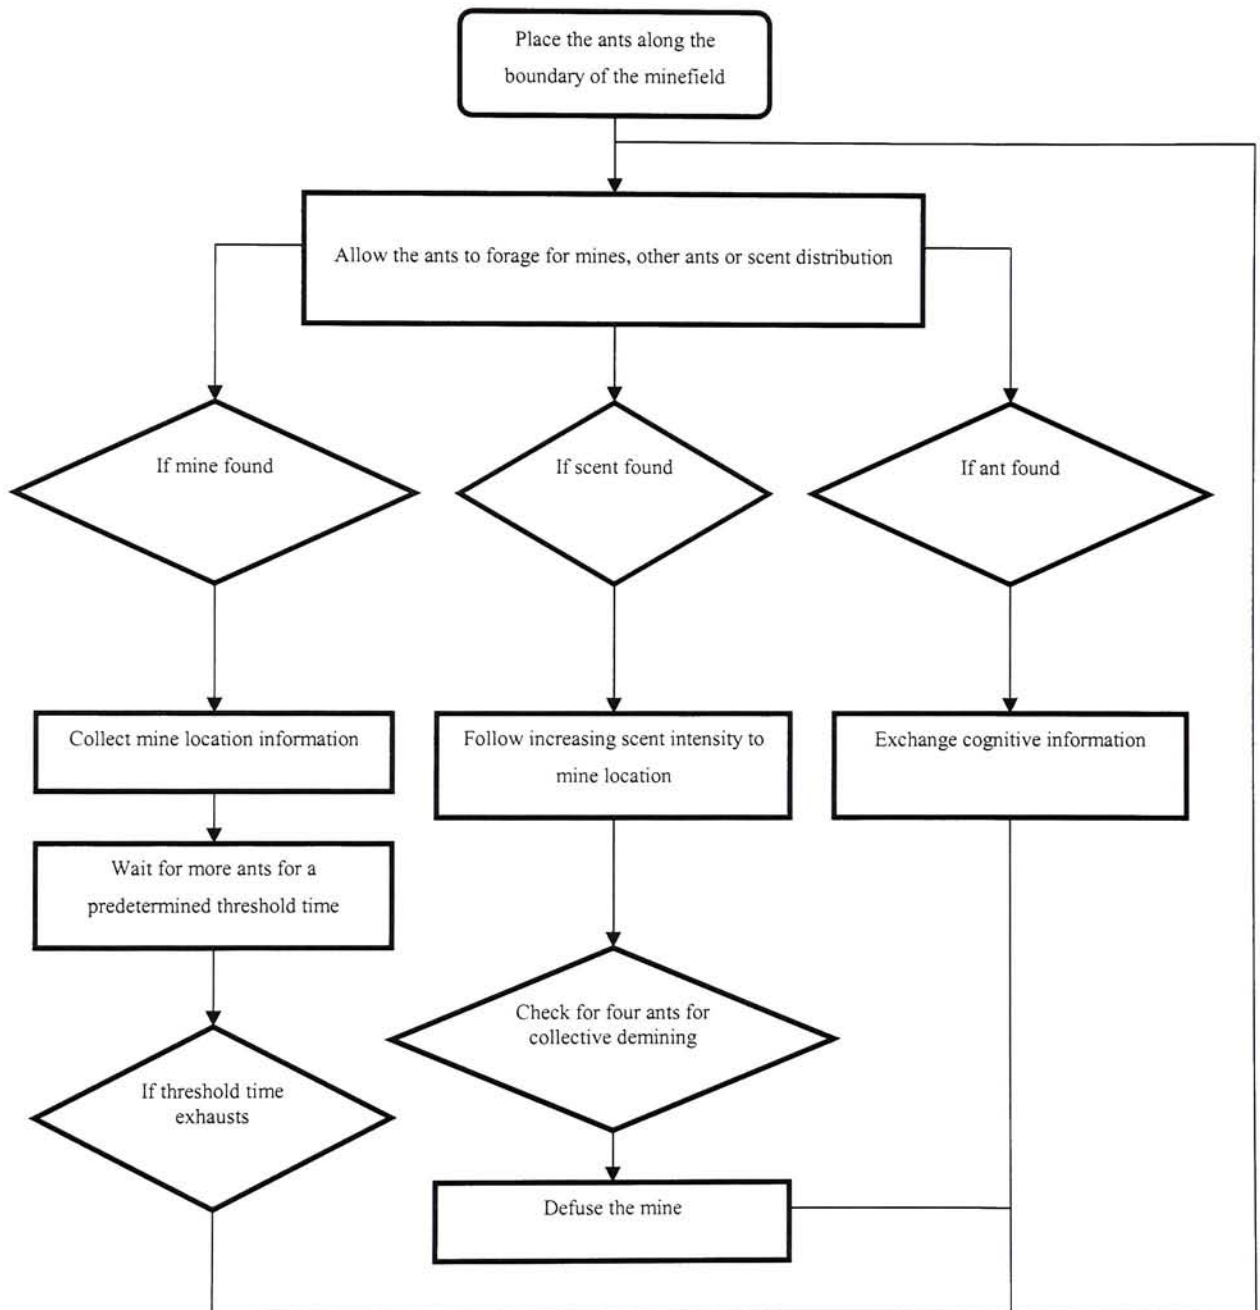 Place the ants along the
boundary of the minefield
Allow the ants to forage for mines, other ants or scent distribution
If mine found
If scent found
If ant found
Collect mine location information
Follow increasing scent intensity to
mine location
Exchange cognitive information
Wait for more ants for a
predetermined threshold time
Check for four ants for
collective demining
If threshold time
exhausts
Defuse the mine